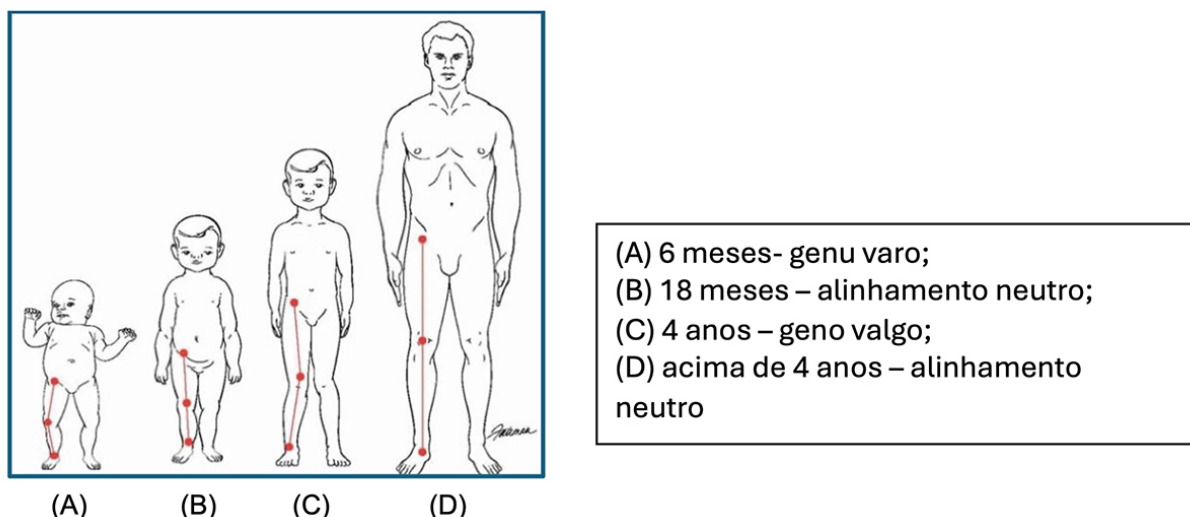 (A) (B) (C) (D)
(A) 6 meses- genu varo;
(B) 18 meses – alinhamento neutro;
(C) 4 anos – geno valgo;
(D) acima de 4 anos – alinhamento
neutro